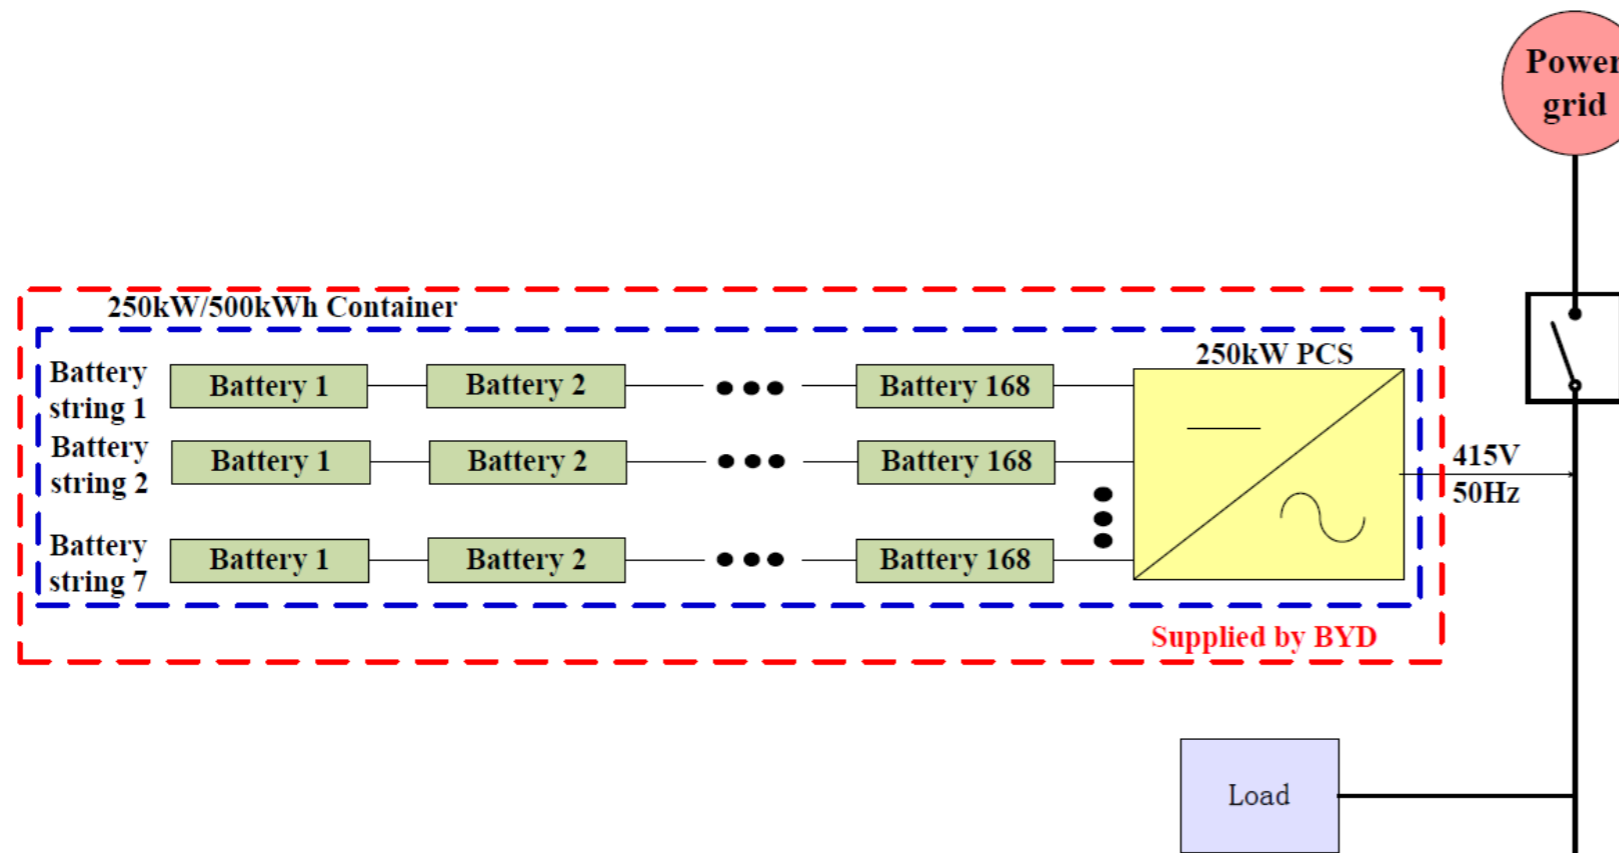 Power
grid
250kW/500kWh Container
250kW PCS
Battery
string 1
Battery 1
Battery 2
Battery 168
Battery
string 2
Battery 1
Battery 2
Battery 168
415V
50Hz
Battery
string 7
Battery 1
Battery 2
Battery 168
Supplied by BYD
Load